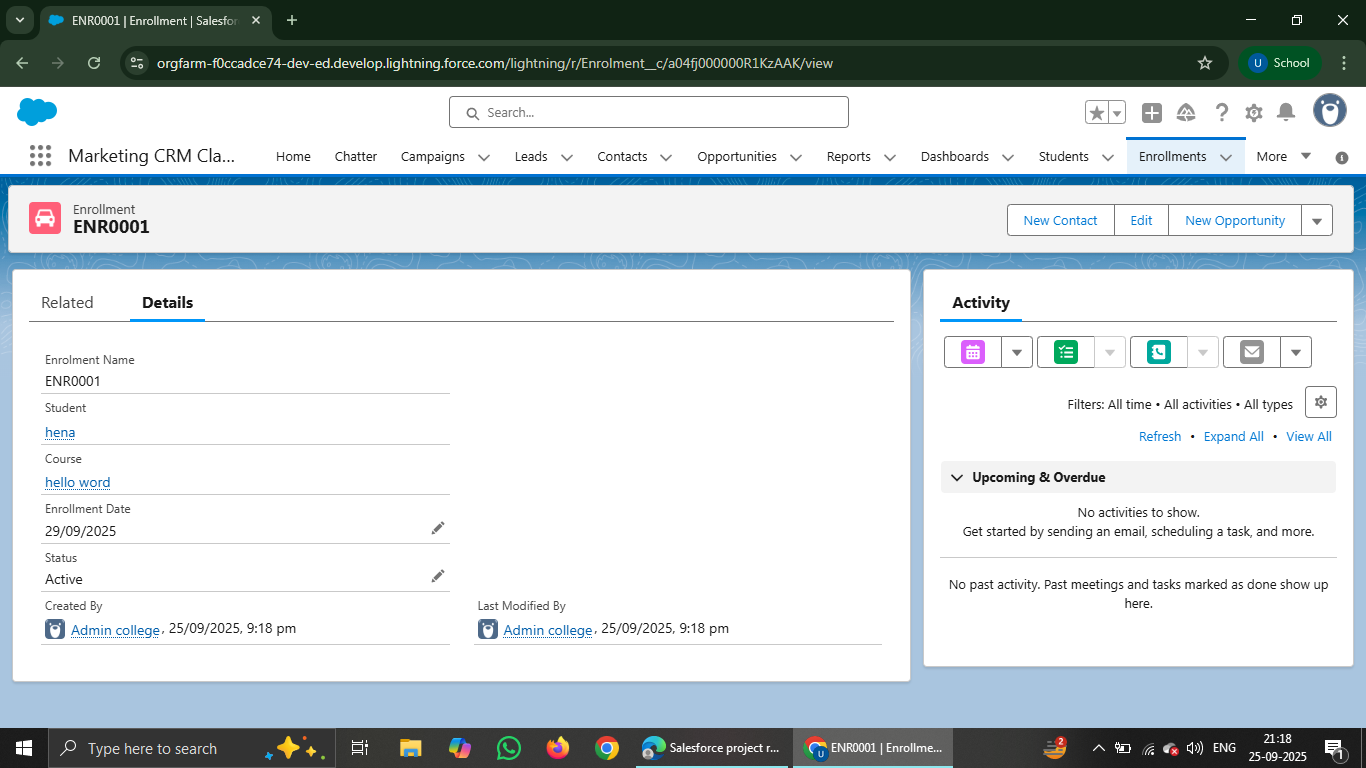 ENR0001 | Enrollment | Salesfor
orgfarm-f0ccadce74-dev-ed.develop.lightning.force.com/lightning/r/Enrolment__c/a04fj000000R1KzAAK/view
U School
Search...
Marketing CRM Cla... Home Chatter Campaigns Leads Contacts Opportunities Reports Dashboards Students Enrollments More
Enrollment
ENR0001
New Contact Edit New Opportunity
Related Details
Enrolment Name
ENR0001
Student
hena
Course
hello word
Enrollment Date
29/09/2025
Status
Active
Created By
Admin college, 25/09/2025, 9:18 pm
Last Modified By
Admin college, 25/09/2025, 9:18 pm
Activity
Filters: All time • All activities • All types
Refresh • Expand All • View All
Upcoming & Overdue
No activities to show.
Get started by sending an email, scheduling a task, and more.
No past activity. Past meetings and tasks marked as done show up
here.
Type here to search
Salesforce project r...
U
ENR0001 | Enrollme...
2
ENG
21:18
25-09-2025
1